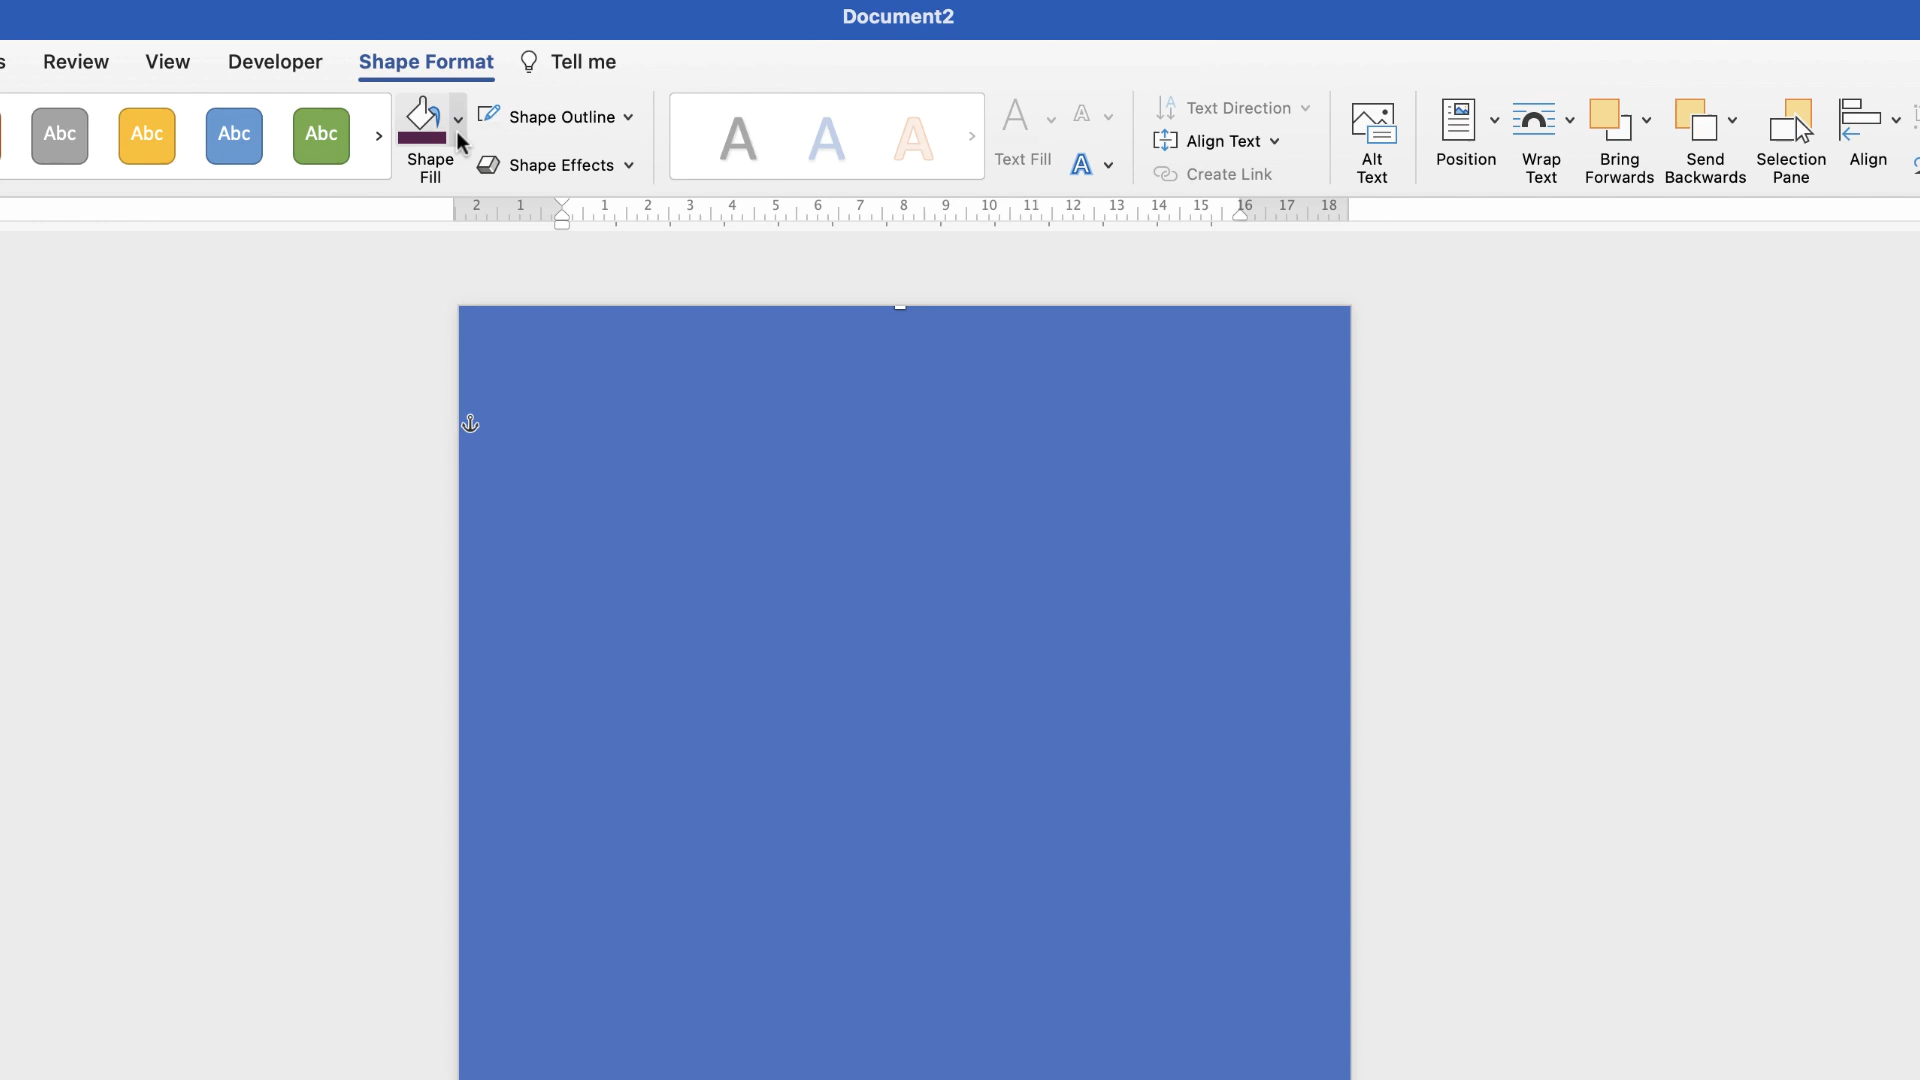 Document2
s Review View Developer Shape Format Tell me
Abc Abc Abc Abc
Shape Fill
Shape Outline
Shape Effects
A A A
A A
Text Fill
A
Text Direction
Align Text
Create Link
Alt Text
Position
Wrap Text
Bring Forwards
Send Backwards
Selection Pane
Align
2 1 1 2 3 4 5 6 7 8 9 10 11 12 13 14 15 16 17 18